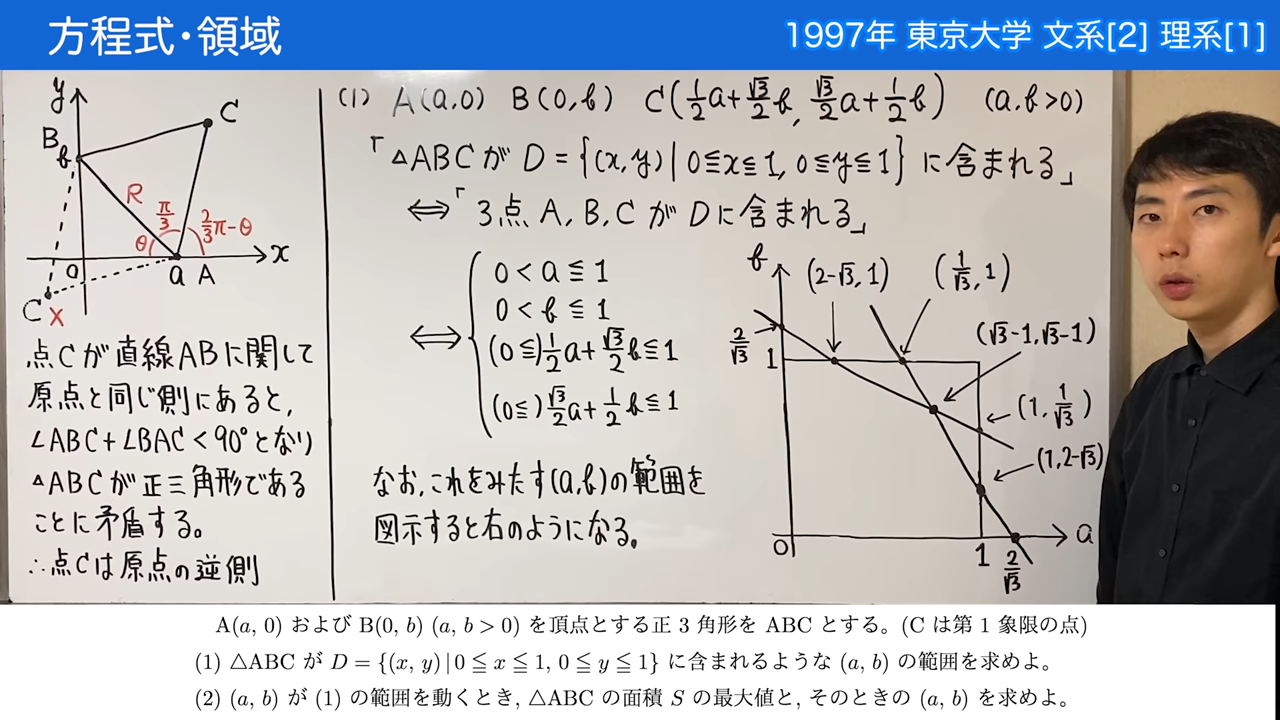 方程式・領域
1997年 東京大学 文系[2] 理系[1]
y
C
B
b
R
π/3
2/3π-θ
θ
x
O
a A
C X
点Cが直線ABに関して
原点と同じ側にあると,
∠ABC+∠BAC<90°となり
△ABCが正三角形である
ことに矛盾する。
∴点Cは原点の逆側
(1) A(a,0) B(0,b) C(1/2a+√3/2b, √3/2a+1/2b) (a,b>0)
「△ABCがD={(x,y)|0≦x≦1, 0≦y≦1}に含まれる」
⇔「3点A,B,CがDに含まれる」
⇔{0<a≦1
0<b≦1
(0≦)1/2a+√3/2b≦1
(0≦)√3/2a+1/2b≦1
なお,これをみたす(a,b)の範囲を
図示すると右のようになる。
b
(2-√3,1)
(1/√3,1)
(√3-1,√3-1)
2/√3
1
(1,1/√3)
(1,2-√3)
O
1
2/√3
a
A(a, 0) および B(0, b) (a, b > 0) を頂点とする正 3 角形を ABC とする。(C は第 1 象限の点)
(1) △ABC が D = {(x, y) | 0 ≦ x ≦ 1, 0 ≦ y ≦ 1} に含まれるような (a, b) の範囲を求めよ。
(2) (a, b) が (1) の範囲を動くとき, △ABC の面積 S の最大値と, そのときの (a, b) を求めよ。